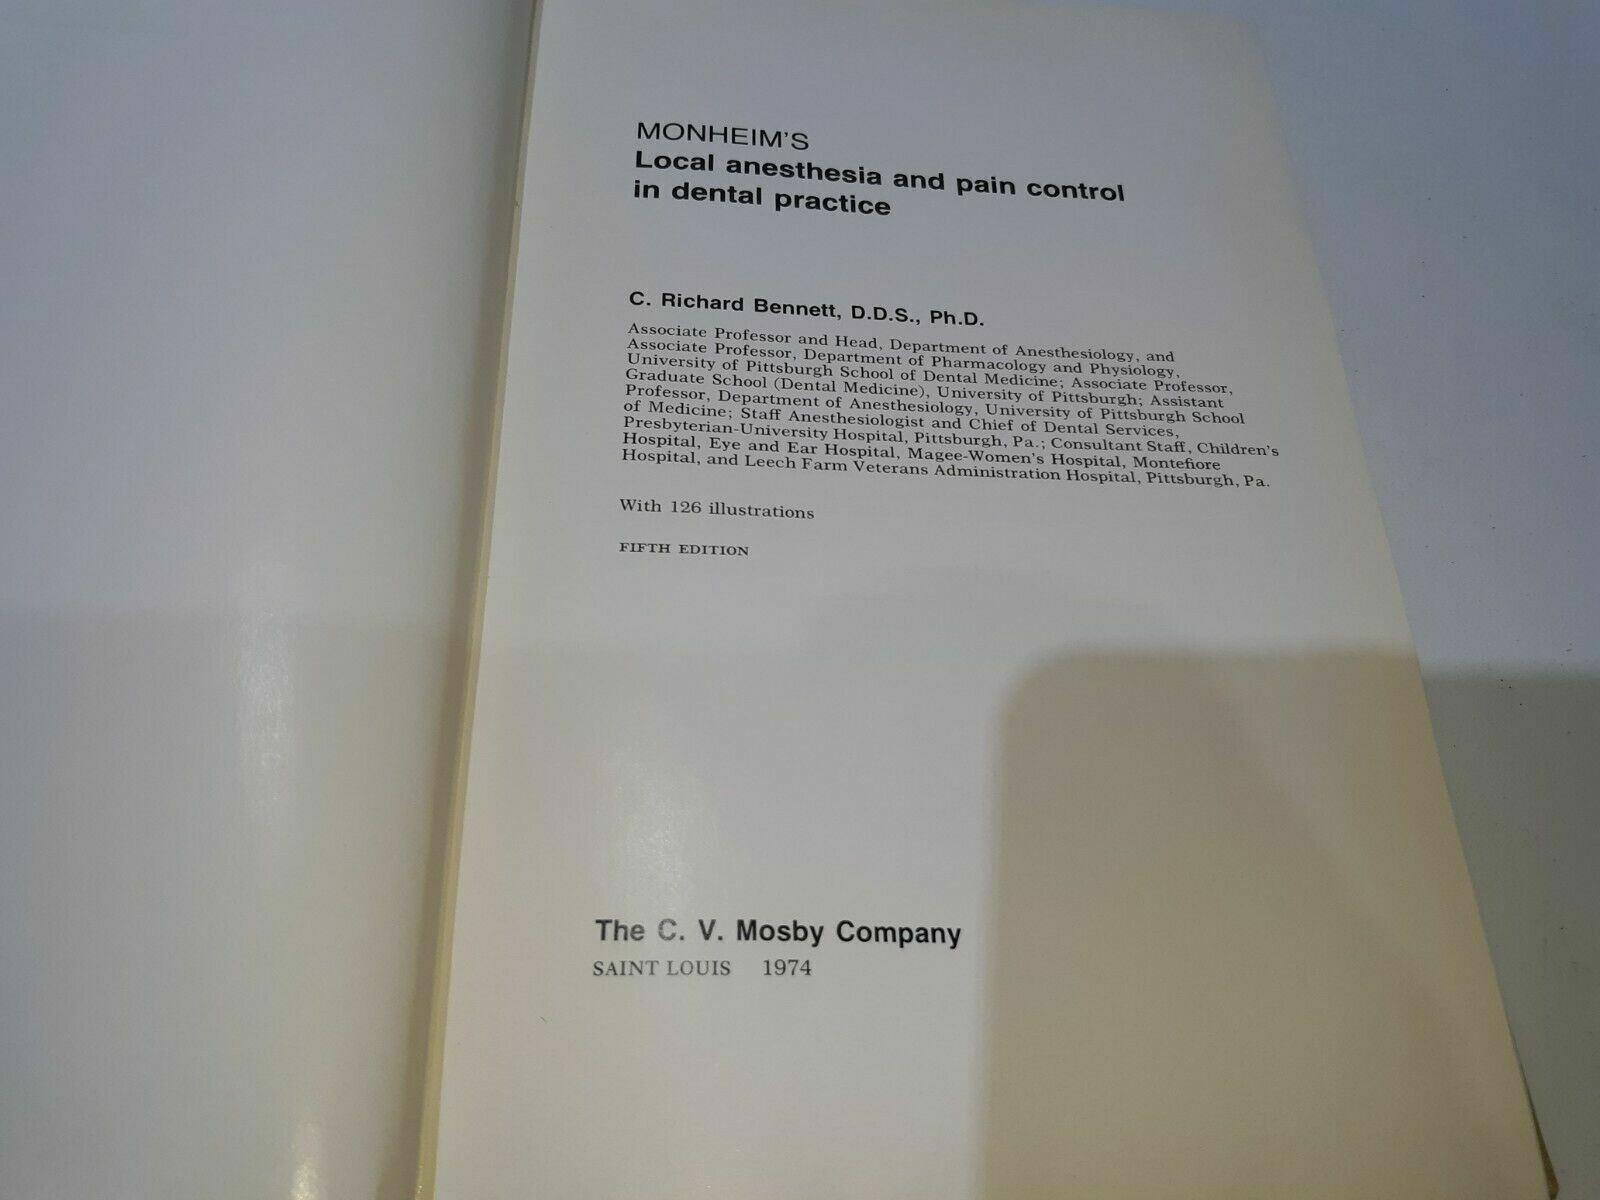 MONHEIM'S
Local anesthesia and pain control
in dental practice
C. Richard Bennett, D.D.S., Ph.D.
Associate Professor and Head, Department of Anesthesiology, and
Associate Professor, Department of Pharmacology and Physiology,
University of Pittsburgh School of Dental Medicine; Associate Professor,
Graduate School (Dental Medicine), University of Pittsburgh; Assistant
Professor, Department of Anesthesiology, University of Pittsburgh School
of Medicine; Staff Anesthesiologist and Chief of Dental Services,
Presbyterian-University Hospital, Pittsburgh, Pa.; Consultant Staff, Children's
Hospital, Eye and Ear Hospital, Magee-Women's Hospital, Montefiore
Hospital, and Leech Farm Veterans Administration Hospital, Pittsburgh, Pa.
With 126 illustrations
FIFTH EDITION
The C. V. Mosby Company
SAINT LOUIS 1974